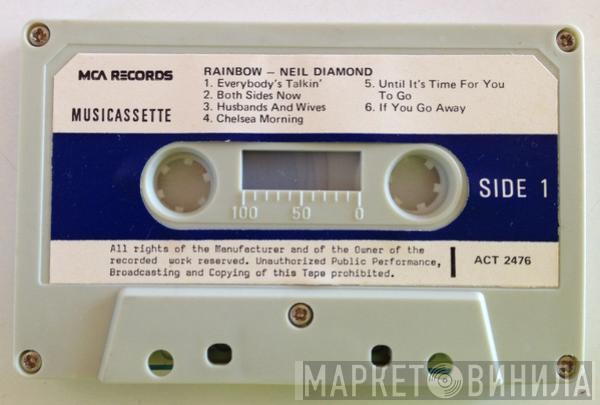 MCA RECORDS
MUSICASSETTE
RAINBOW – NEIL DIAMOND
1. Everybody's Talkin'
2. Both Sides Now
3. Husbands And Wives
4. Chelsea Morning
5. Until It's Time For You
To Go
6. If You Go Away
SIDE 1
100 50 0
All rights of the Manufacturer and of the Owner of the
recorded work reserved. Unauthorized Public Performance,
Broadcasting and Copying of this Tape prohibited.
ACT 2476
МАРКЕТ ВИНИЛА